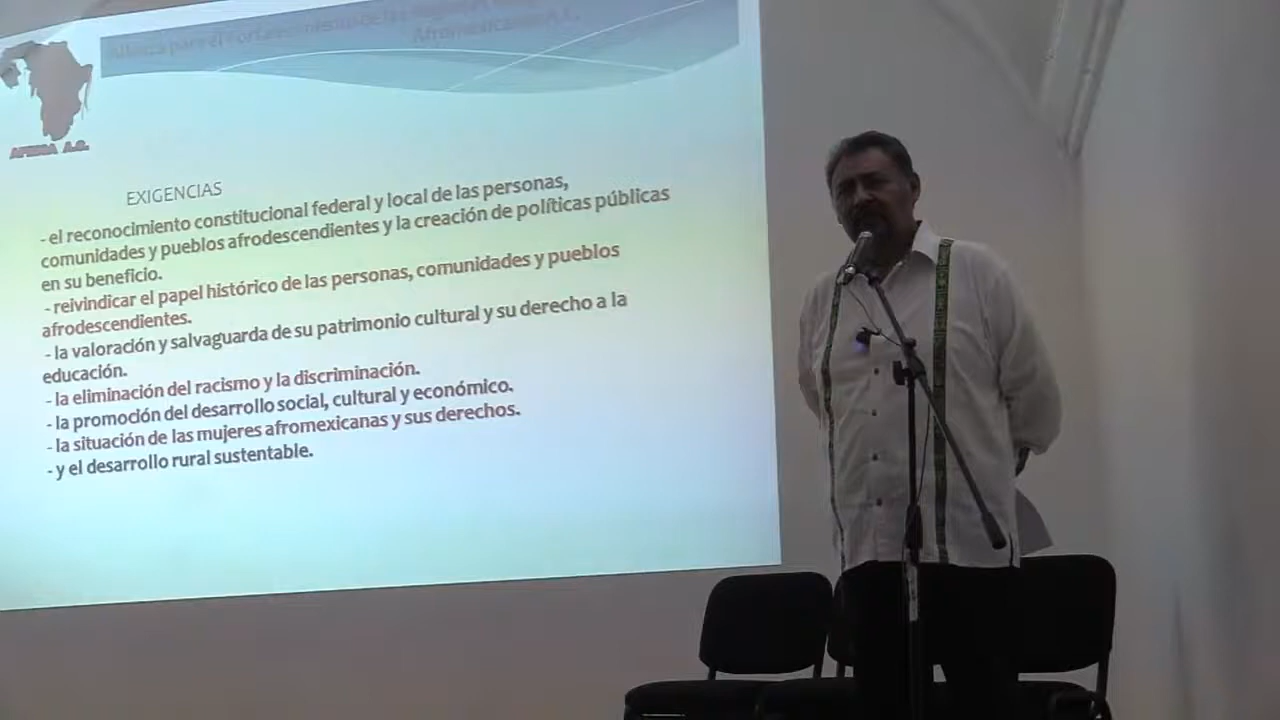 Afromexicanas A.C.
A.C.
EXIGENCIAS
- el reconocimiento constitucional federal y local de las personas,
comunidades y pueblos afrodescendientes y la creación de políticas públicas
en su beneficio.
- reivindicar el papel histórico de las personas, comunidades y pueblos
afrodescendientes.
- la valoración y salvaguarda de su patrimonio cultural y su derecho a la
educación.
- la eliminación del racismo y la discriminación.
- la promoción del desarrollo social, cultural y económico.
- la situación de las mujeres afromexicanas y sus derechos.
- y el desarrollo rural sustentable.